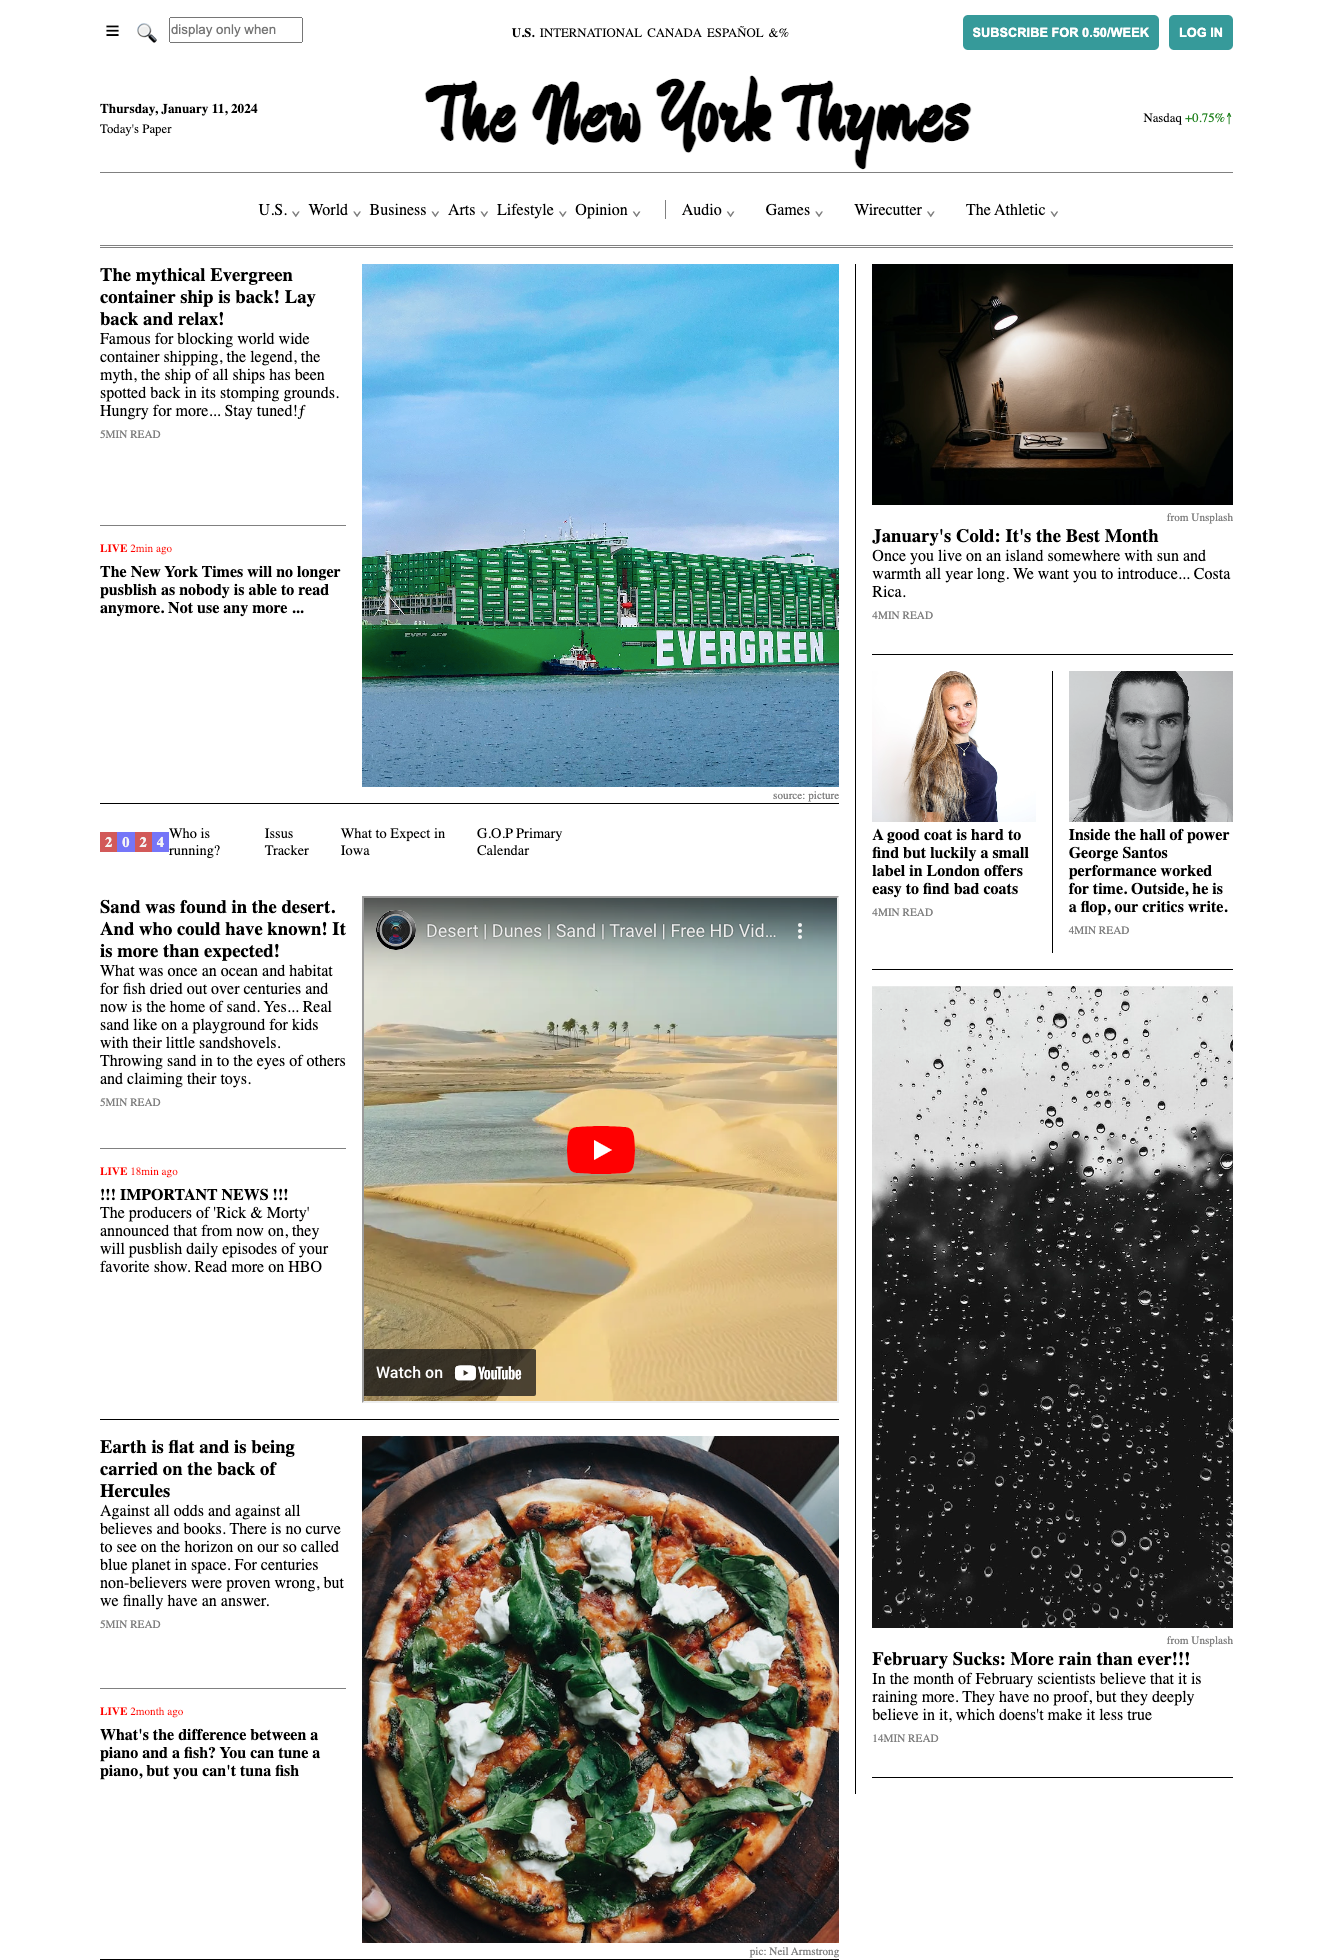 ≡ display only when
U.S. INTERNATIONAL CANADA ESPAÑOL &%
SUBSCRIBE FOR 0.50/WEEK LOG IN
Thursday, January 11, 2024
Today's Paper
The New York Thymes
Nasdaq +0.75%↑
U.S. World Business Arts Lifestyle Opinion Audio Games Wirecutter The Athletic
The mythical Evergreen
container ship is back! Lay
back and relax!
Famous for blocking world wide
container shipping, the legend, the
myth, the ship of all ships has been
spotted back in its stomping grounds.
Hungry for more... Stay tuned!ƒ
5MIN READ
LIVE 2min ago
The New York Times will no longer
pusblish as nobody is able to read
anymore. Not use any more ...
EVERGREEN
source: picture
2024
Who is
running?
Issus
Tracker
What to Expect in
Iowa
G.O.P Primary
Calendar
Sand was found in the desert.
And who could have known! It
is more than expected!
What was once an ocean and habitat
for fish dried out over centuries and
now is the home of sand. Yes... Real
sand like on a playground for kids
with their little sandshovels.
Throwing sand in to the eyes of others
and claiming their toys.
5MIN READ
LIVE 18min ago
!!! IMPORTANT NEWS !!!
The producers of 'Rick & Morty'
announced that from now on, they
will pusblish daily episodes of your
favorite show. Read more on HBO
Desert | Dunes | Sand | Travel | Free HD Vid...
Watch on YouTube
Earth is flat and is being
carried on the back of
Hercules
Against all odds and against all
believes and books. There is no curve
to see on the horizon on our so called
blue planet in space. For centuries
non-believers were proven wrong, but
we finally have an answer.
5MIN READ
LIVE 2month ago
What's the difference between a
piano and a fish? You can tune a
piano, but you can't tuna fish
pic: Neil Armstrong
from Unsplash
January's Cold: It's the Best Month
Once you live on an island somewhere with sun and
warmth all year long. We want you to introduce... Costa
Rica.
4MIN READ
A good coat is hard to
find but luckily a small
label in London offers
easy to find bad coats
4MIN READ
Inside the hall of power
George Santos
performance worked
for time. Outside, he is
a flop, our critics write.
4MIN READ
from Unsplash
February Sucks: More rain than ever!!!
In the month of February scientists believe that it is
raining more. They have no proof, but they deeply
believe in it, which doens't make it less true
14MIN READ